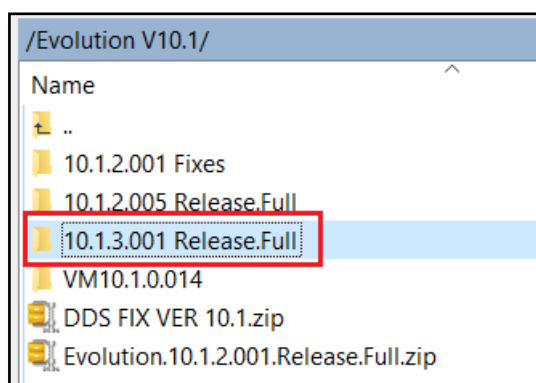 /Evolution V10.1/
Name
..
10.1.2.001 Fixes
10.1.2.005 Release.Full
10.1.3.001 Release.Full
VM10.1.0.014
DDS FIX VER 10.1.zip
Evolution.10.1.2.001.Release.Full.zip